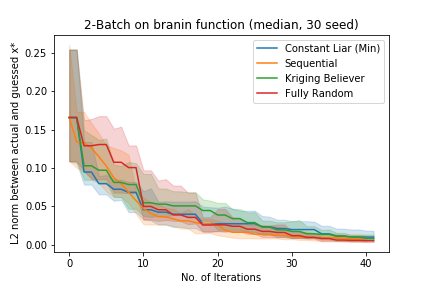 2-Batch on branin function (median, 30 seed)
L2 norm between actual and guessed x*
0.25
0.20
0.15
0.10
0.05
0.00
Constant Liar (Min)
Sequential
Kriging Believer
Fully Random
0 10 20 30 40
No. of Iterations